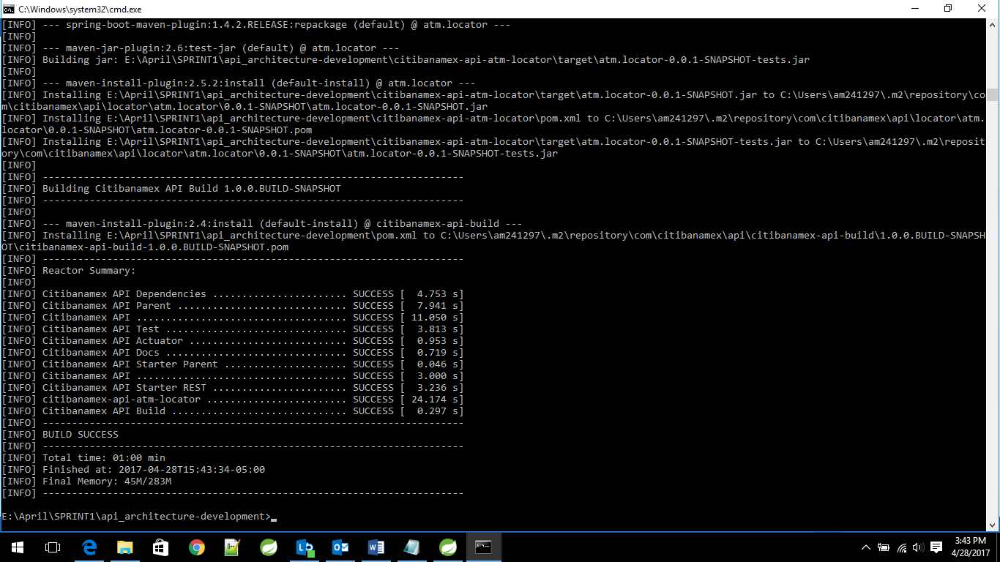 C:\Windows\system32\cmd.exe
[INFO] --- spring-boot-maven-plugin:1.4.2.RELEASE:repackage (default) @ atm.locator ---
[INFO]
[INFO] --- maven-jar-plugin:2.6:test-jar (default) @ atm.locator ---
[INFO] Building jar: E:\April\SPRINT1\api_architecture-development\citibanamex-api-atm-locator\target\atm.locator-0.0.1-SNAPSHOT-tests.jar
[INFO]
[INFO] --- maven-install-plugin:2.5.2:install (default-install) @ atm.locator ---
[INFO] Installing E:\April\SPRINT1\api_architecture-development\citibanamex-api-atm-locator\target\atm.locator-0.0.1-SNAPSHOT.jar to C:\Users\am241297\.m2\repository\co
m\citibanamex\api\locator\atm.locator\0.0.1-SNAPSHOT\atm.locator-0.0.1-SNAPSHOT.jar
[INFO] Installing E:\April\SPRINT1\api_architecture-development\citibanamex-api-atm-locator\pom.xml to C:\Users\am241297\.m2\repository\com\citibanamex\api\locator\atm.
locator\0.0.1-SNAPSHOT\atm.locator-0.0.1-SNAPSHOT.pom
[INFO] Installing E:\April\SPRINT1\api_architecture-development\citibanamex-api-atm-locator\target\atm.locator-0.0.1-SNAPSHOT-tests.jar to C:\Users\am241297\.m2\reposit
ory\com\citibanamex\api\locator\atm.locator\0.0.1-SNAPSHOT\atm.locator-0.0.1-SNAPSHOT-tests.jar
[INFO]
[INFO] ------------------------------------------------------------------------
[INFO] Building Citibanamex API Build 1.0.0.BUILD-SNAPSHOT
[INFO] ------------------------------------------------------------------------
[INFO]
[INFO] --- maven-install-plugin:2.4:install (default-install) @ citibanamex-api-build ---
[INFO] Installing E:\April\SPRINT1\api_architecture-development\pom.xml to C:\Users\am241297\.m2\repository\com\citibanamex\api\citibanamex-api-build\1.0.0.BUILD-SNAPSH
OT\citibanamex-api-build-1.0.0.BUILD-SNAPSHOT.pom
[INFO] ------------------------------------------------------------------------
[INFO] Reactor Summary:
[INFO]
[INFO] Citibanamex API Dependencies ....................... SUCCESS [  4.753 s]
[INFO] Citibanamex API Parent ............................. SUCCESS [  7.941 s]
[INFO] Citibanamex API .................................... SUCCESS [ 11.050 s]
[INFO] Citibanamex API Test ............................... SUCCESS [  3.813 s]
[INFO] Citibanamex API Actuator ........................... SUCCESS [  0.953 s]
[INFO] Citibanamex API Docs ............................... SUCCESS [  0.719 s]
[INFO] Citibanamex API Starter Parent ..................... SUCCESS [  0.046 s]
[INFO] Citibanamex API .................................... SUCCESS [  3.000 s]
[INFO] Citibanamex API Starter REST ....................... SUCCESS [  3.236 s]
[INFO] citibanamex-api-atm-locator ........................ SUCCESS [ 24.174 s]
[INFO] Citibanamex API Build .............................. SUCCESS [  0.297 s]
[INFO] ------------------------------------------------------------------------
[INFO] BUILD SUCCESS
[INFO] ------------------------------------------------------------------------
[INFO] Total time: 01:00 min
[INFO] Finished at: 2017-04-28T15:43:34-05:00
[INFO] Final Memory: 45M/283M
[INFO] ------------------------------------------------------------------------
E:\April\SPRINT1\api_architecture-development>
3:43 PM
4/28/2017